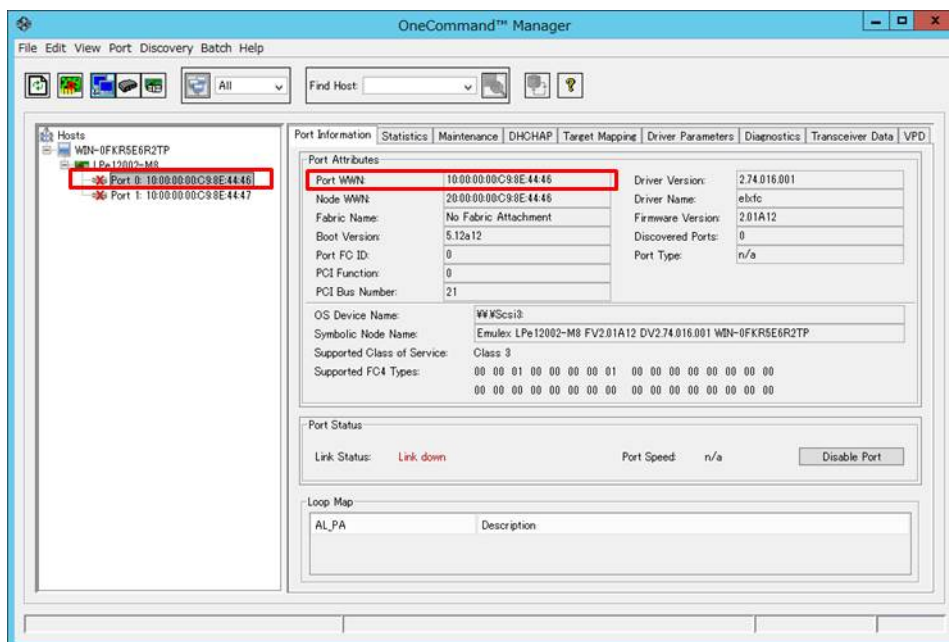 OneCommand™ Manager
File Edit View Port Discovery Batch Help
All
Find Host:
Hosts
WIN-0FKR5E6R2TP
LPe12002-M8
Port 0: 10:00:00:00:C9:8E:44:46
Port 1: 10:00:00:00:C9:8E:44:47
Port Information Statistics Maintenance DHCHAP Target Mapping Driver Parameters Diagnostics Transceiver Data VPD
Port Attributes
Port WWN: 10:00:00:00:C9:8E:44:46 Driver Version: 2.74.016.001
Node WWN: 20:00:00:00:C9:8E:44:46 Driver Name: elxfc
Fabric Name: No Fabric Attachment Firmware Version: 2.01A12
Boot Version: 5.12a12 Discovered Ports: 0
Port FC ID: 0 Port Type: n/a
PCI Function: 0
PCI Bus Number: 21
OS Device Name: ¥¥.¥Scsi3:
Symbolic Node Name: Emulex LPe12002-M8 FV2.01A12 DV2.74.016.001 WIN-0FKR5E6R2TP
Supported Class of Service: Class 3
Supported FC4 Types: 00 00 01 00 00 00 00 01 00 00 00 00 00 00 00 00
00 00 00 00 00 00 00 00 00 00 00 00 00 00 00 00
Port Status
Link Status: Link down Port Speed: n/a Disable Port
Loop Map
AL_PA Description